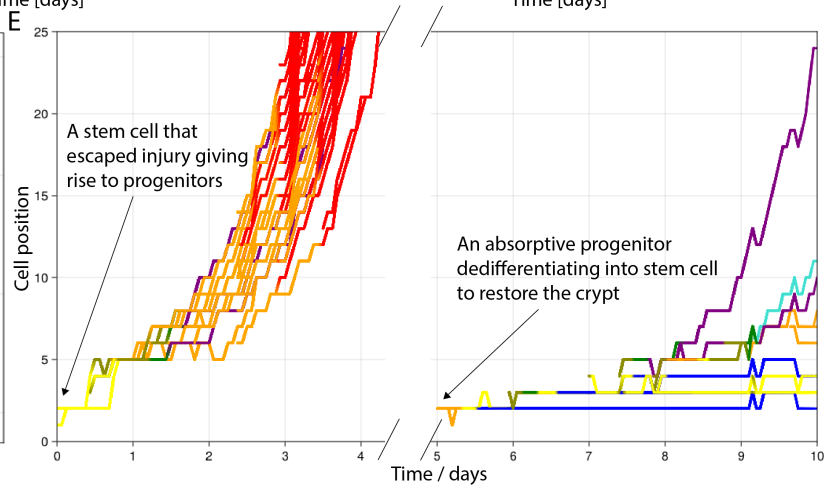 Time [days]
E
25
20
15
10
5
0
Cell position
A stem cell that
escaped injury giving
rise to progenitors
An absorptive progenitor
dedifferentiating into stem cell
to restore the crypt
0 1 2 3 4 5 6 7 8 9 10
Time / days